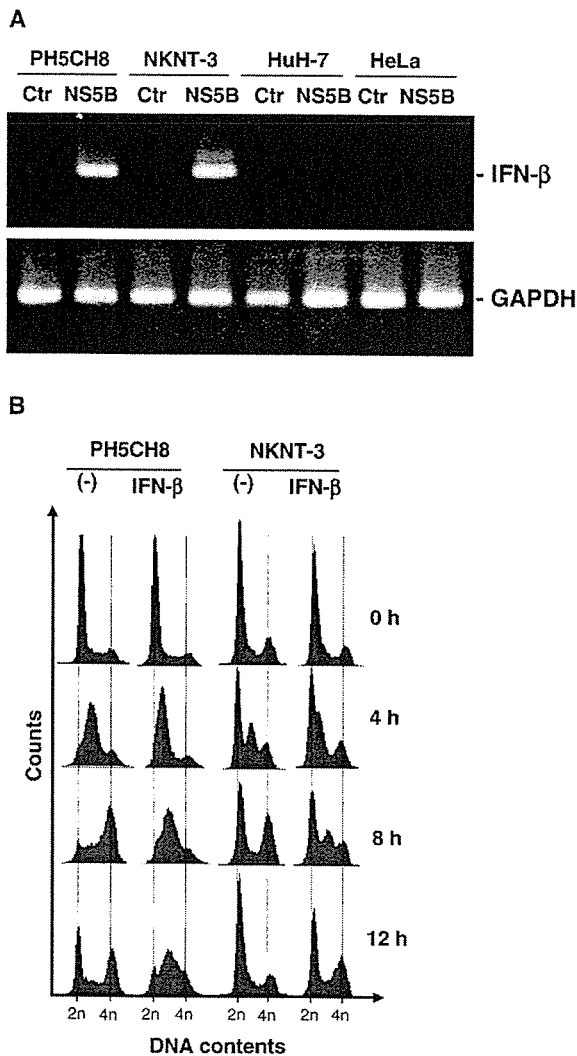 A
PH5CH8 NKNT-3 HuH-7 HeLa
Ctr NS5B Ctr NS5B Ctr NS5B Ctr NS5B
- IFN-β
- GAPDH
B
PH5CH8 NKNT-3
(-) IFN-β (-) IFN-β
0 h
4 h
8 h
12 h
Counts
2n 4n 2n 4n 2n 4n 2n 4n
DNA contents